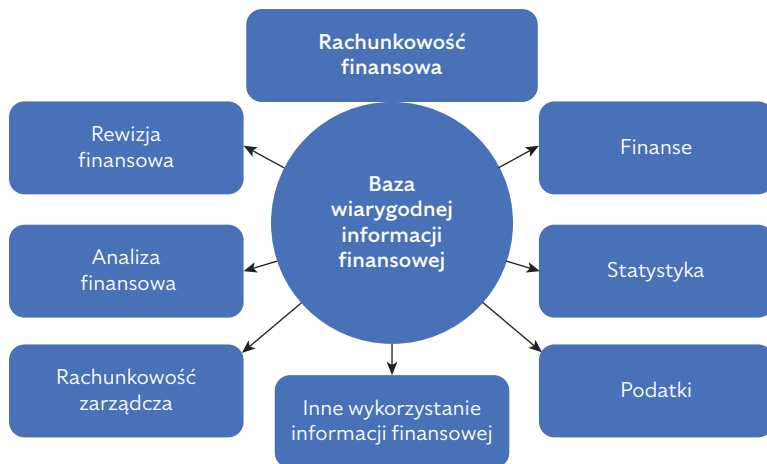 Rachunkowość
finansowa
Rewizja
finansowa
Finanse
Baza
wiarygodnej
informacji
finansowej
Analiza
finansowa
Statystyka
Rachunkowość
zarządcza
Inne wykorzystanie
informacji finansowej
Podatki